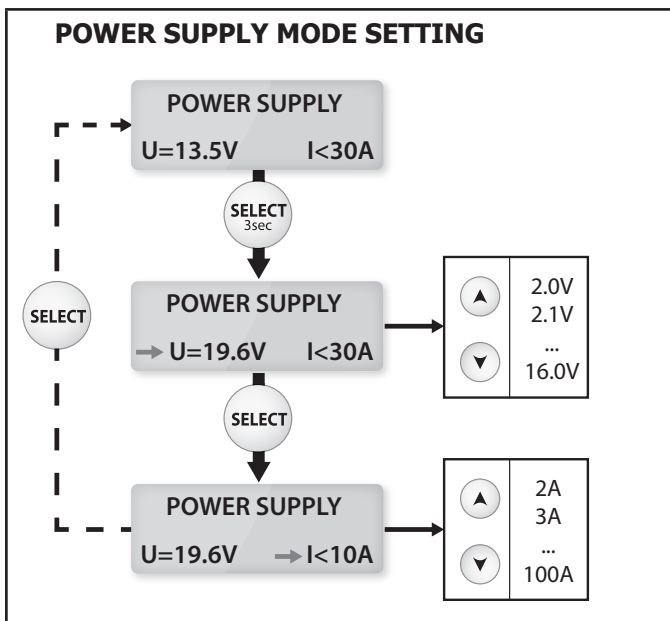 POWER SUPPLY MODE SETTING
POWER SUPPLY
U=13.5V I<30A
SELECT
3sec
POWER SUPPLY
U=19.6V I<30A
2.0V
2.1V
...
16.0V
SELECT
SELECT
POWER SUPPLY
U=19.6V I<10A
2A
3A
...
100A